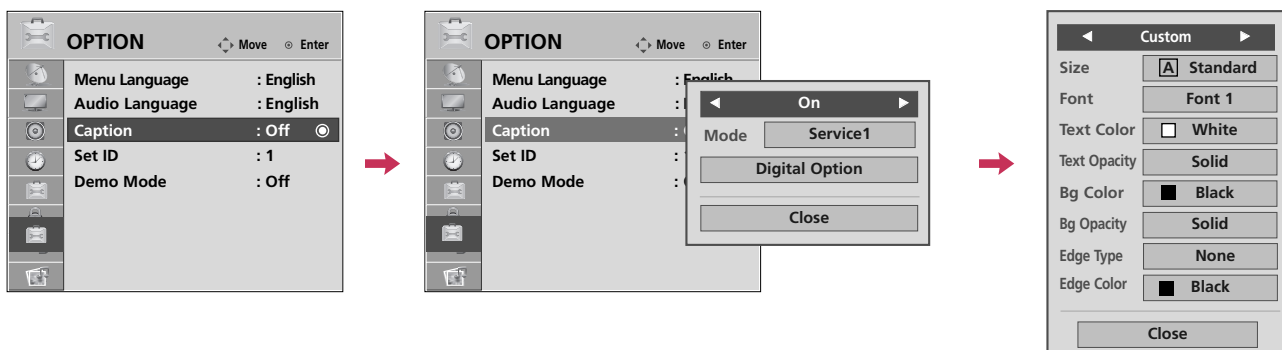 OPTION Move Enter
Menu Language : English
Audio Language : English
Caption : Off
Set ID : 1
Demo Mode : Off
OPTION Move Enter
Menu Language : English
Audio Language :
Caption :
Set ID :
Demo Mode :
On
Mode Service1
Digital Option
Close
Custom
Size A Standard
Font Font 1
Text Color White
Text Opacity Solid
Bg Color Black
Bg Opacity Solid
Edge Type None
Edge Color Black
Close